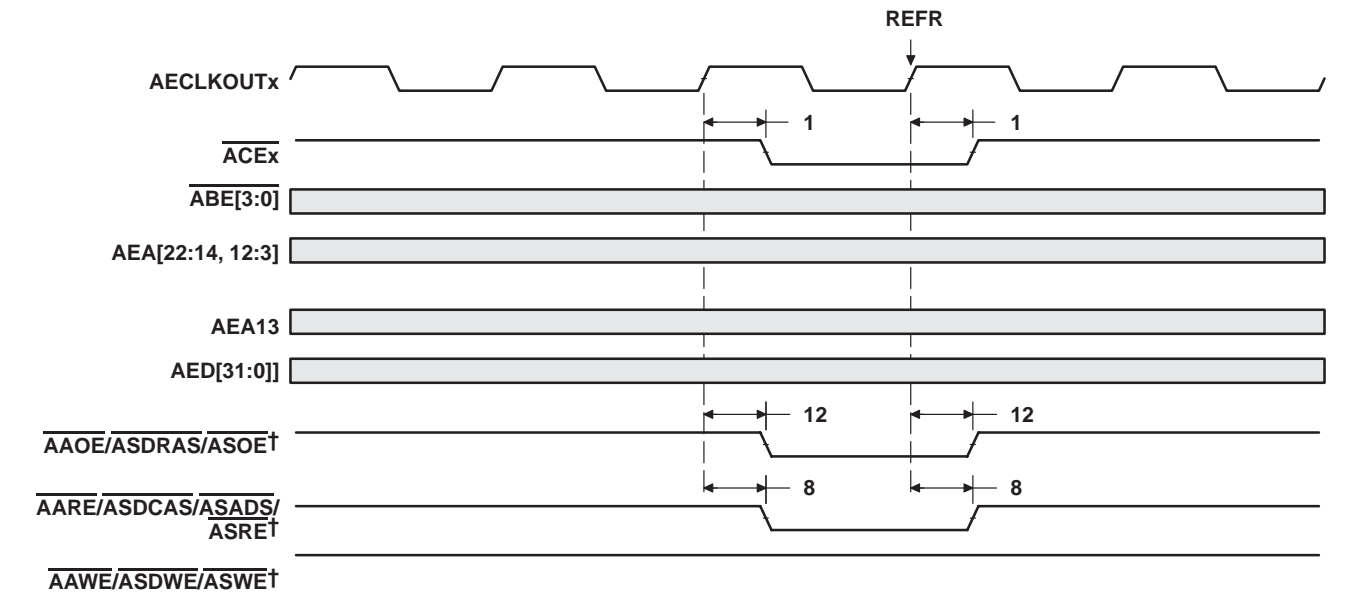 REFR
AECLKOUTx
1 1
ACEx
ABE[3:0]
AEA[22:14, 12:3]
AEA13
AED[31:0]]
12 12
AAOE/ASDRAS/ASOE†
8 8
AARE/ASDCAS/ASADS/
ASRE†
AAWE/ASDWE/ASWE†